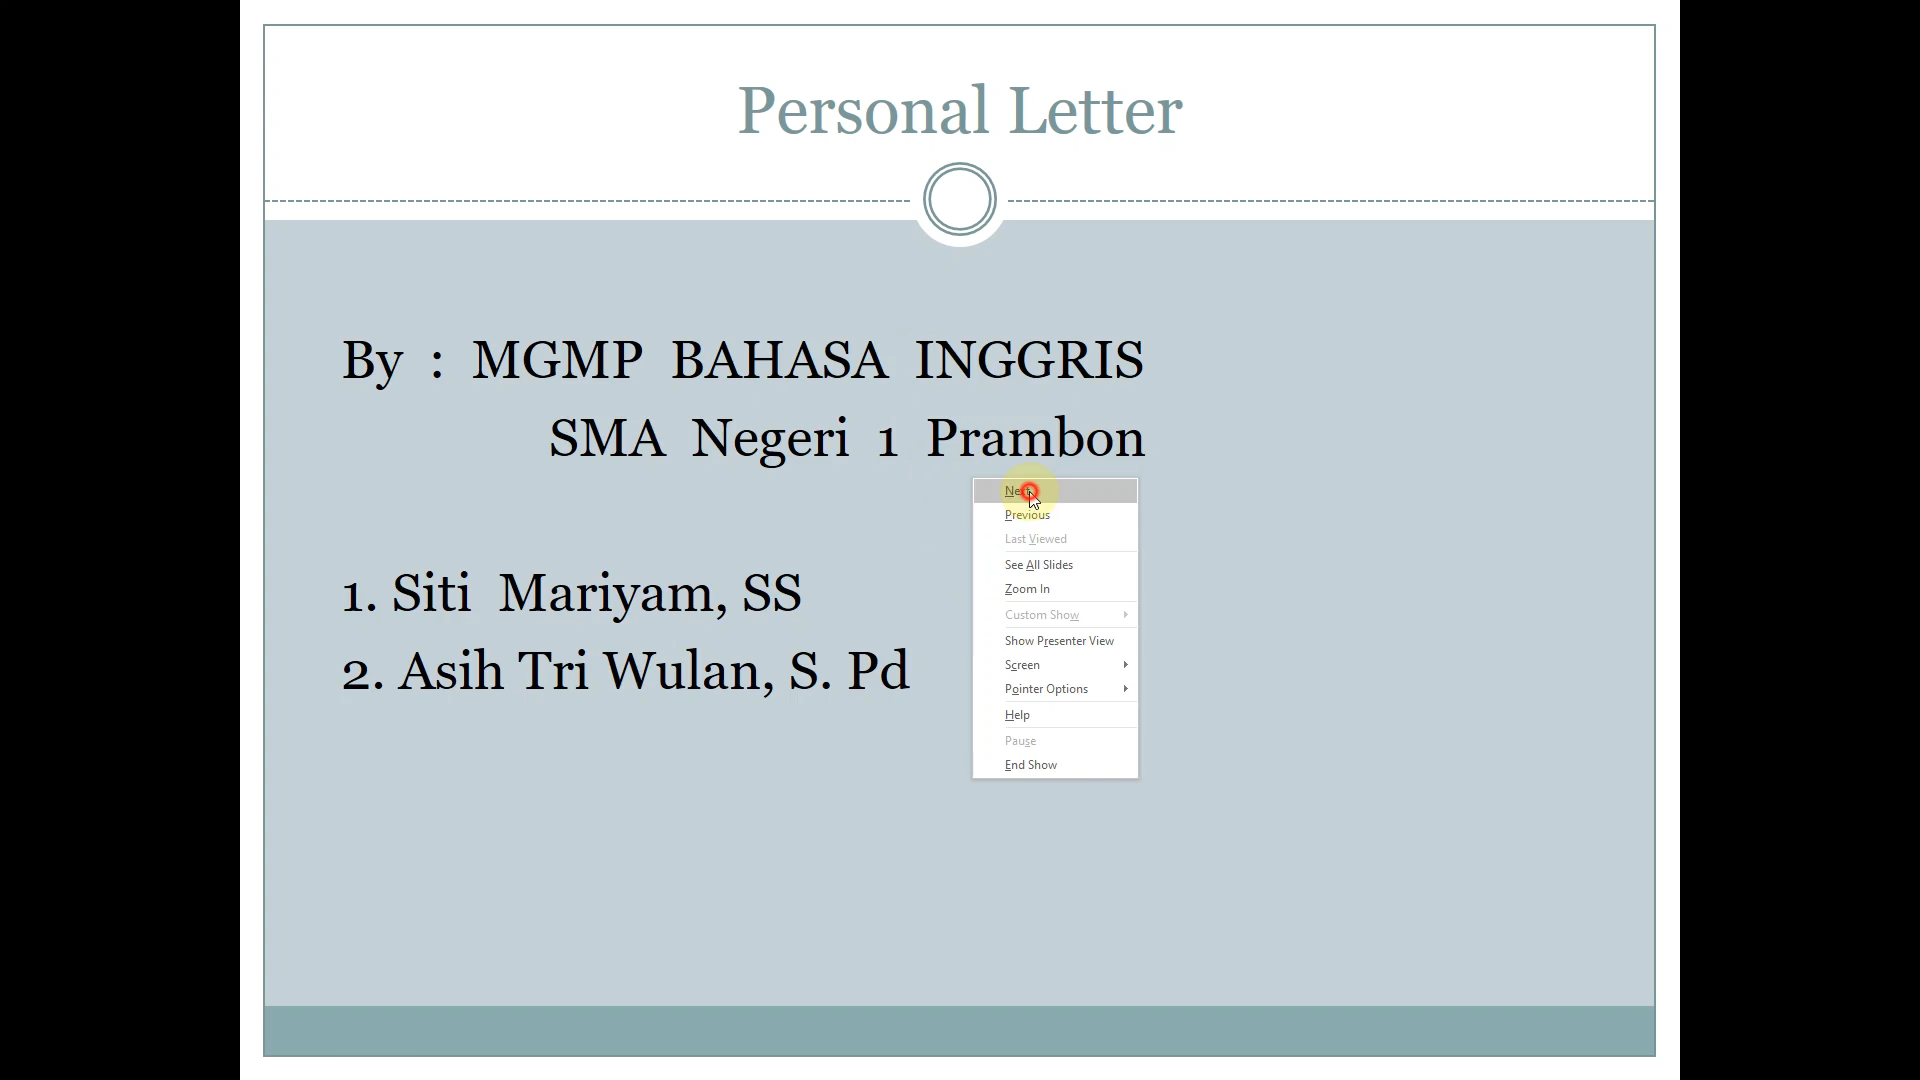 Personal Letter
By : MGMP BAHASA INGGRIS
SMA Negeri 1 Prambon
1. Siti Mariyam, SS
2. Asih Tri Wulan, S. Pd
Next
Previous
Last Viewed
See All Slides
Zoom In
Custom Show
Show Presenter View
Screen
Pointer Options
Help
Pause
End Show